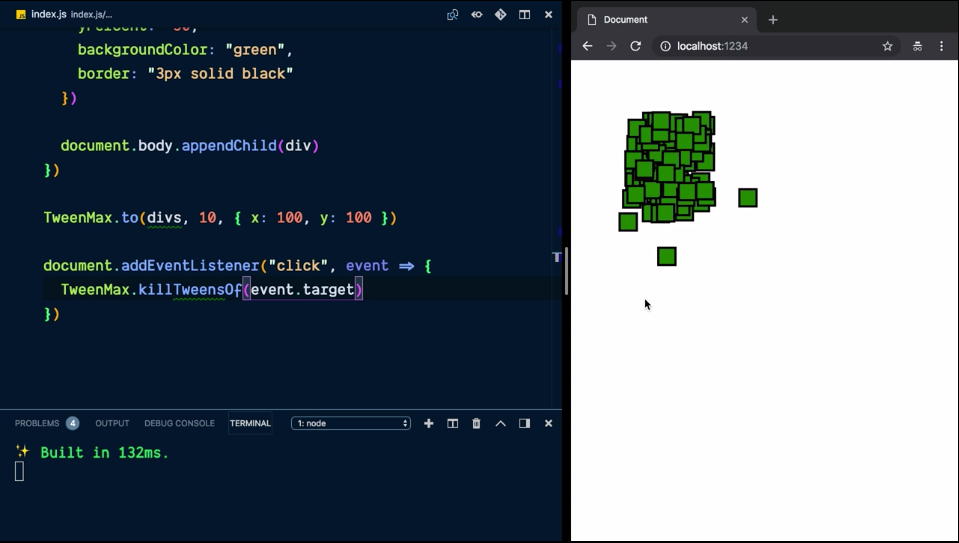 index.js index.js/...
yPercent: -50,
backgroundColor: "green",
border: "3px solid black"
})
document.body.appendChild(div)
})
TweenMax.to(divs, 10, { x: 100, y: 100 })
document.addEventListener("click", event => {
TweenMax.killTweensOf(event.target)
})
PROBLEMS 4 OUTPUT DEBUG CONSOLE TERMINAL 1: node
✨ Built in 132ms.
Document
localhost:1234